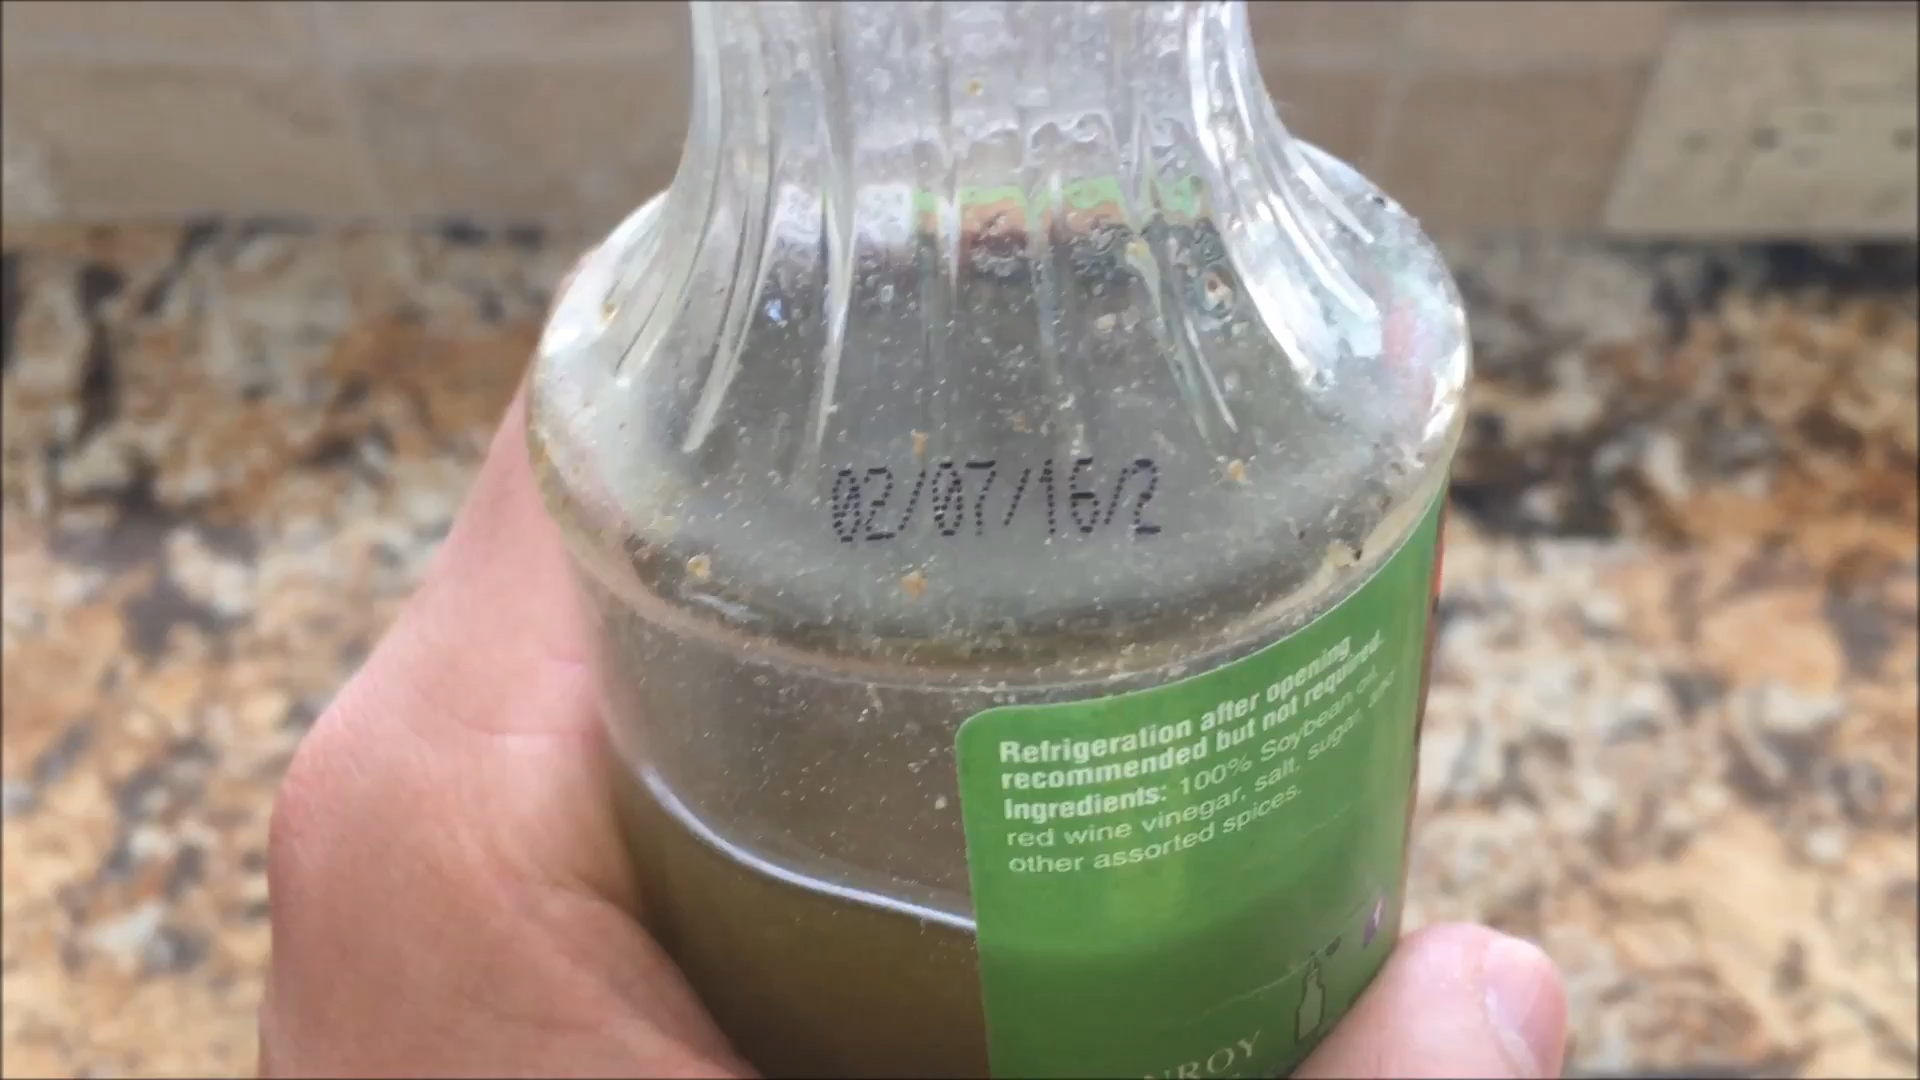 02/07/16/2
Refrigeration after opening
recommended but not required.
Ingredients: 100% Soybean oil,
red wine vinegar, salt, sugar, and
other assorted spices.
NROY